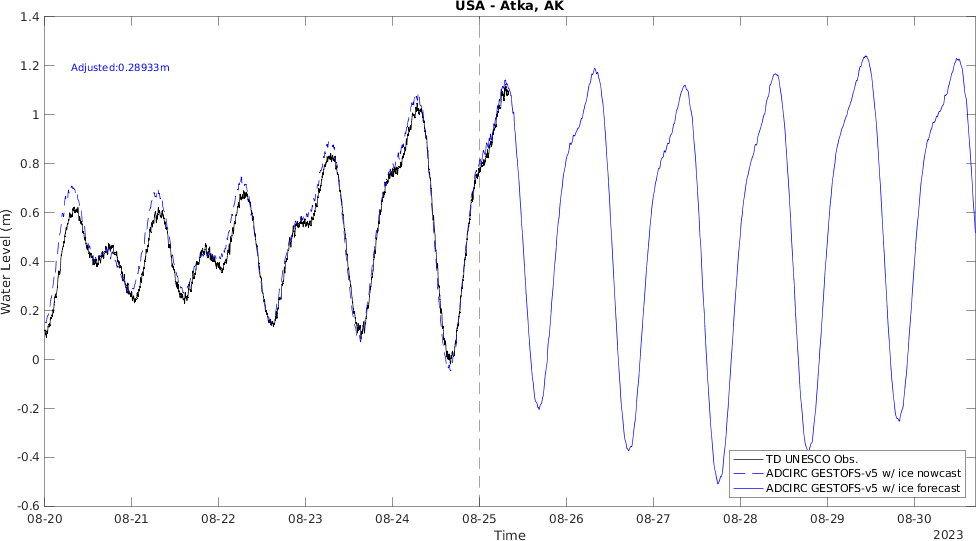 USA - Atka, AK
Adjusted:0.28933m
Water Level (m)
1.4
1.2
1
0.8
0.6
0.4
0.2
0
-0.2
-0.4
-0.6
TD UNESCO Obs.
ADCIRC GESTOFS-v5 w/ ice nowcast
ADCIRC GESTOFS-v5 w/ ice forecast
08-20 08-21 08-22 08-23 08-24 08-25 08-26 08-27 08-28 08-29 08-30
Time
2023